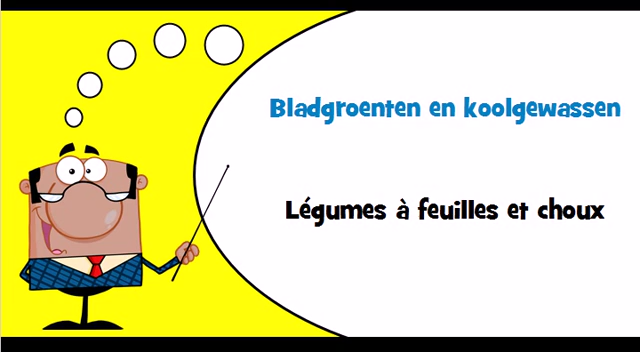 Bladgroenten en koolgewassen
Légumes à feuilles et choux